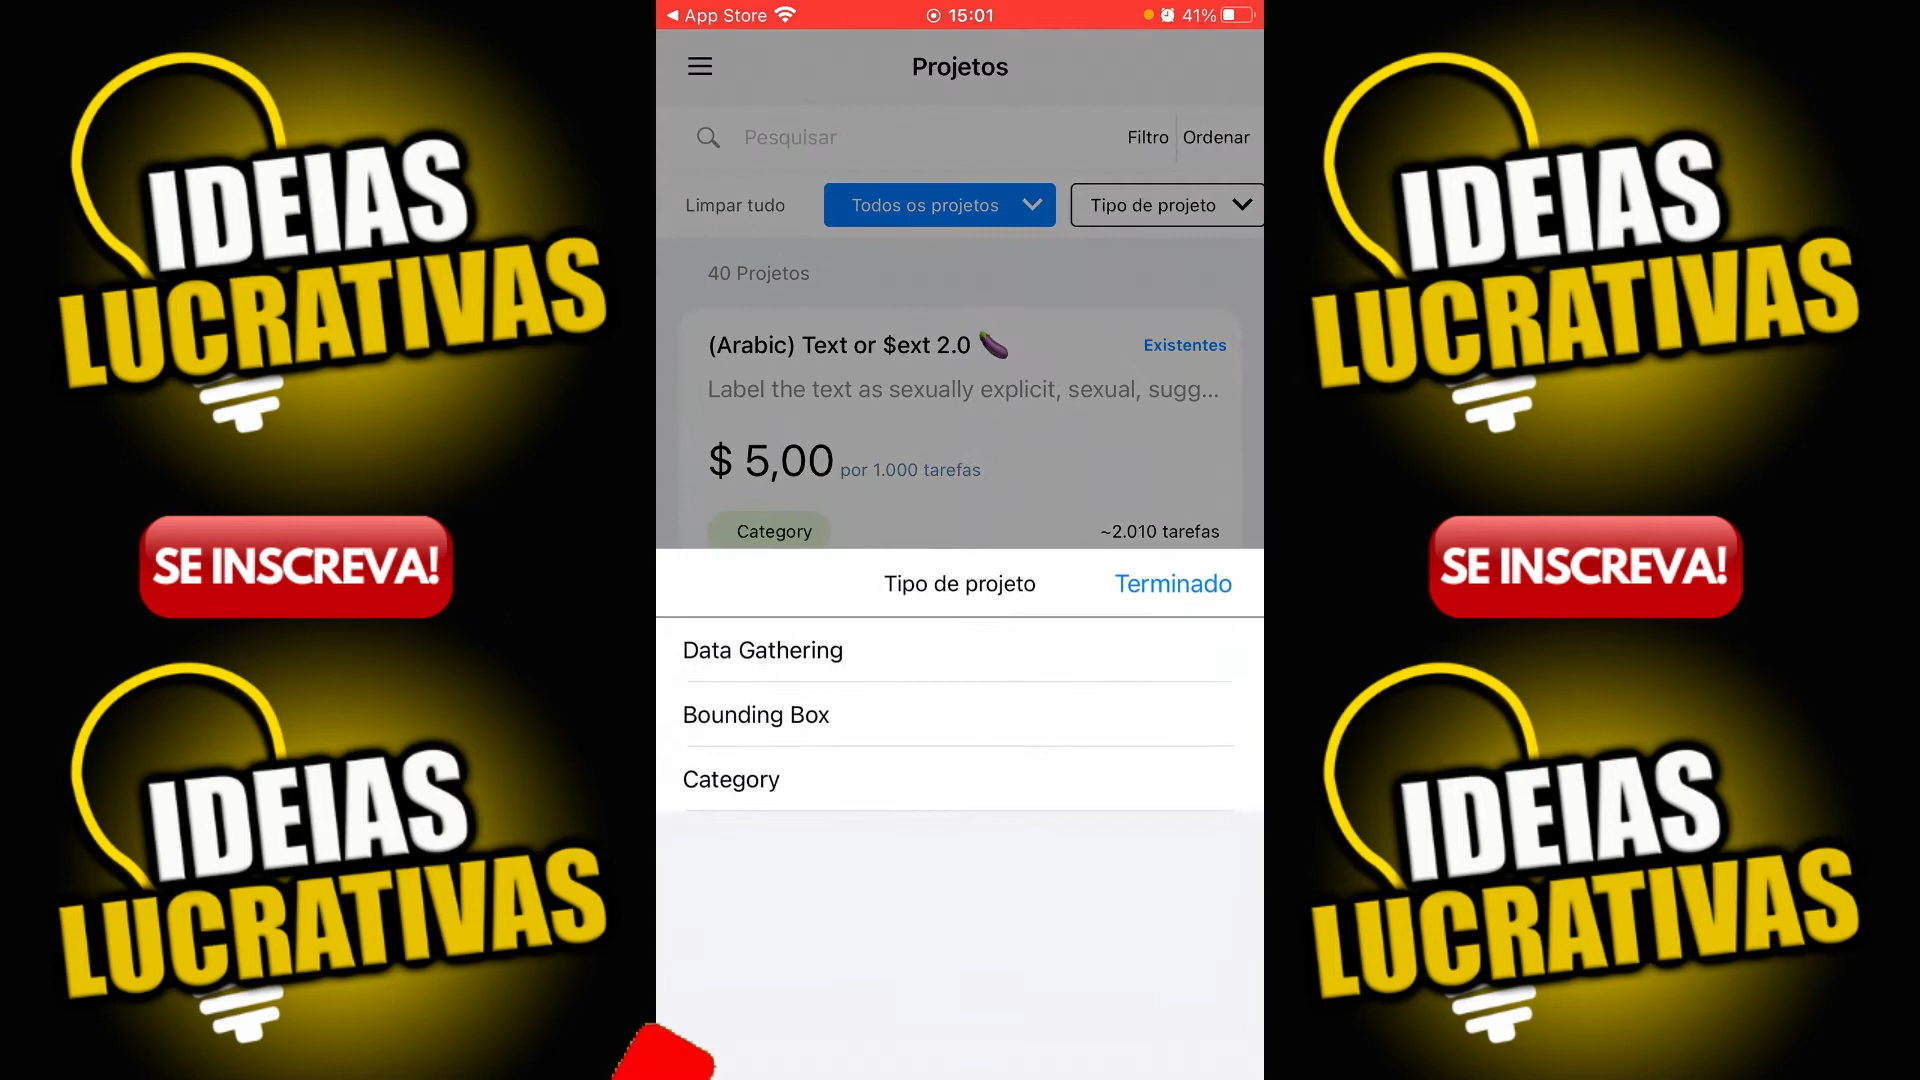 IDEIAS
LUCRATIVAS
SE INSCREVA!
IDEIAS
LUCRATIVAS
◀ App Store 15:01 41%
Projetos
Pesquisar Filtro Ordenar
Limpar tudo Todos os projetos Tipo de projeto
40 Projetos
(Arabic) Text or $ext 2.0 🍆 Existentes
Label the text as sexually explicit, sexual, sugg...
$ 5,00 por 1.000 tarefas
Category ~2.010 tarefas
Tipo de projeto Terminado
Data Gathering
Bounding Box
Category
IDEIAS
LUCRATIVAS
SE INSCREVA!
IDEIAS
LUCRATIVAS